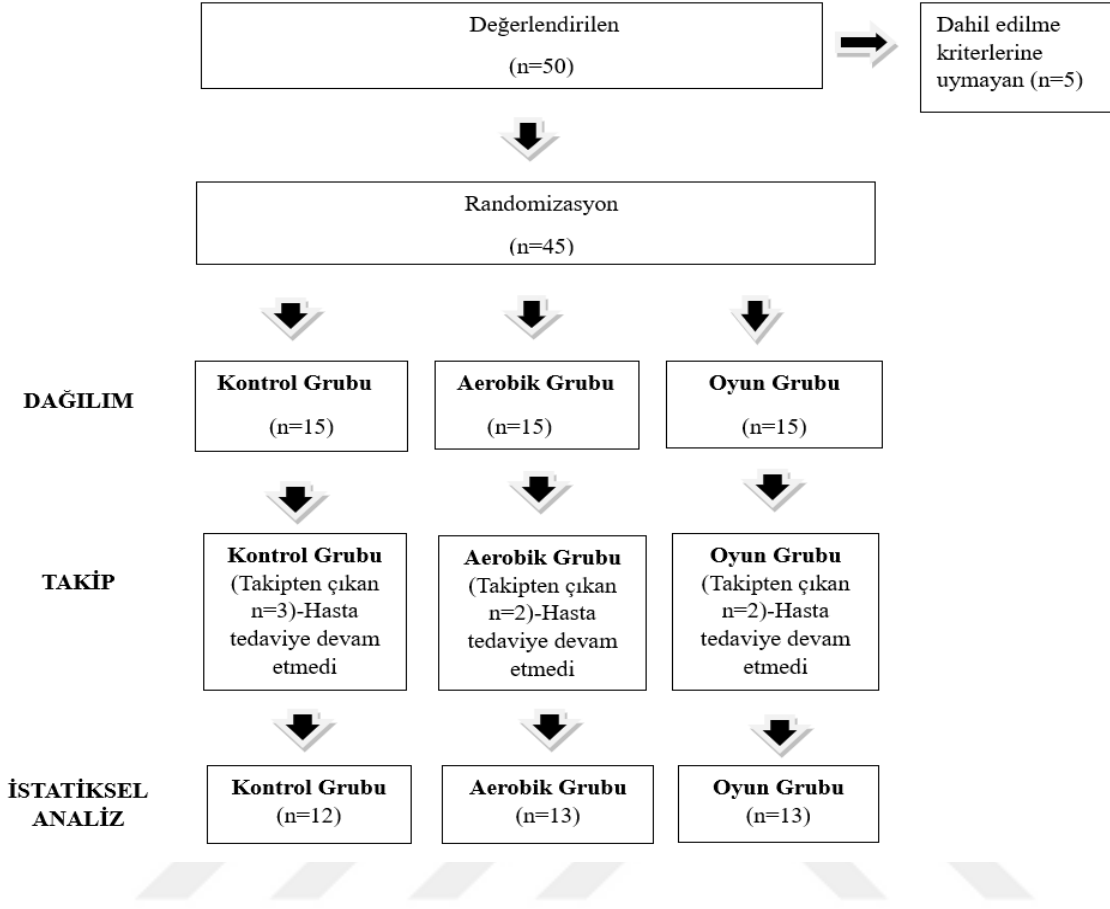 Değerlendirilen
(n=50)
Dahil edilme
kriterlerine
uymayan (n=5)
Randomizasyon
(n=45)
DAĞILIM
Kontrol Grubu
(n=15)
Aerobik Grubu
(n=15)
Oyun Grubu
(n=15)
TAKİP
Kontrol Grubu
(Takipten çıkan
n=3)-Hasta
tedaviye devam
etmedi
Aerobik Grubu
(Takipten çıkan
n=2)-Hasta
tedaviye devam
etmedi
Oyun Grubu
(Takipten çıkan
n=2)-Hasta
tedaviye devam
etmedi
İSTATİKSEL
ANALİZ
Kontrol Grubu
(n=12)
Aerobik Grubu
(n=13)
Oyun Grubu
(n=13)